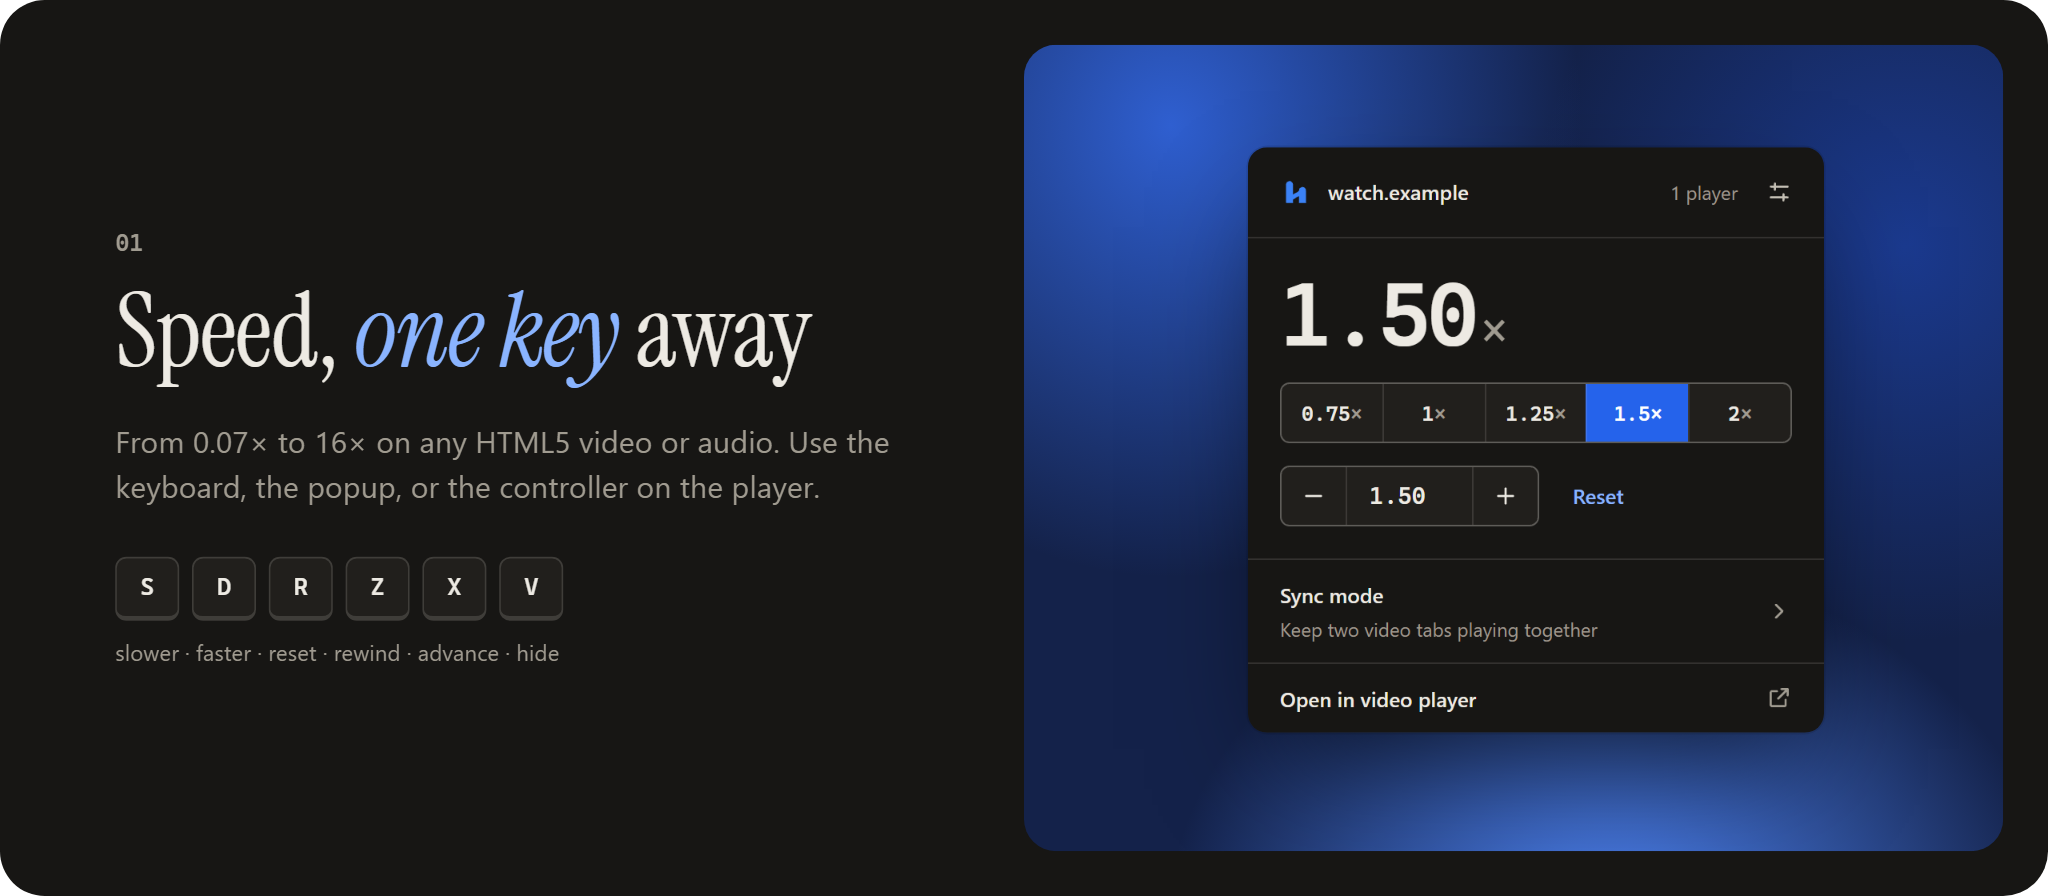 01
Speed, one key away
From 0.07× to 16× on any HTML5 video or audio. Use the
keyboard, the popup, or the controller on the player.
S D R Z X V
slower · faster · reset · rewind · advance · hide
watch.example 1 player
1.50×
0.75× 1× 1.25× 1.5× 2×
− 1.50 + Reset
Sync mode
Keep two video tabs playing together
Open in video player